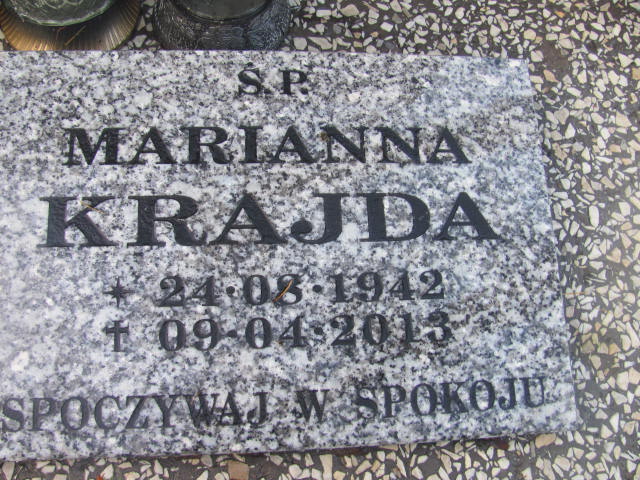 Ś.P.
MARIANNA
KRAJDA
* 24·08·1942
† 09·04·2013
SPOCZYWAJ W SPOKOJU